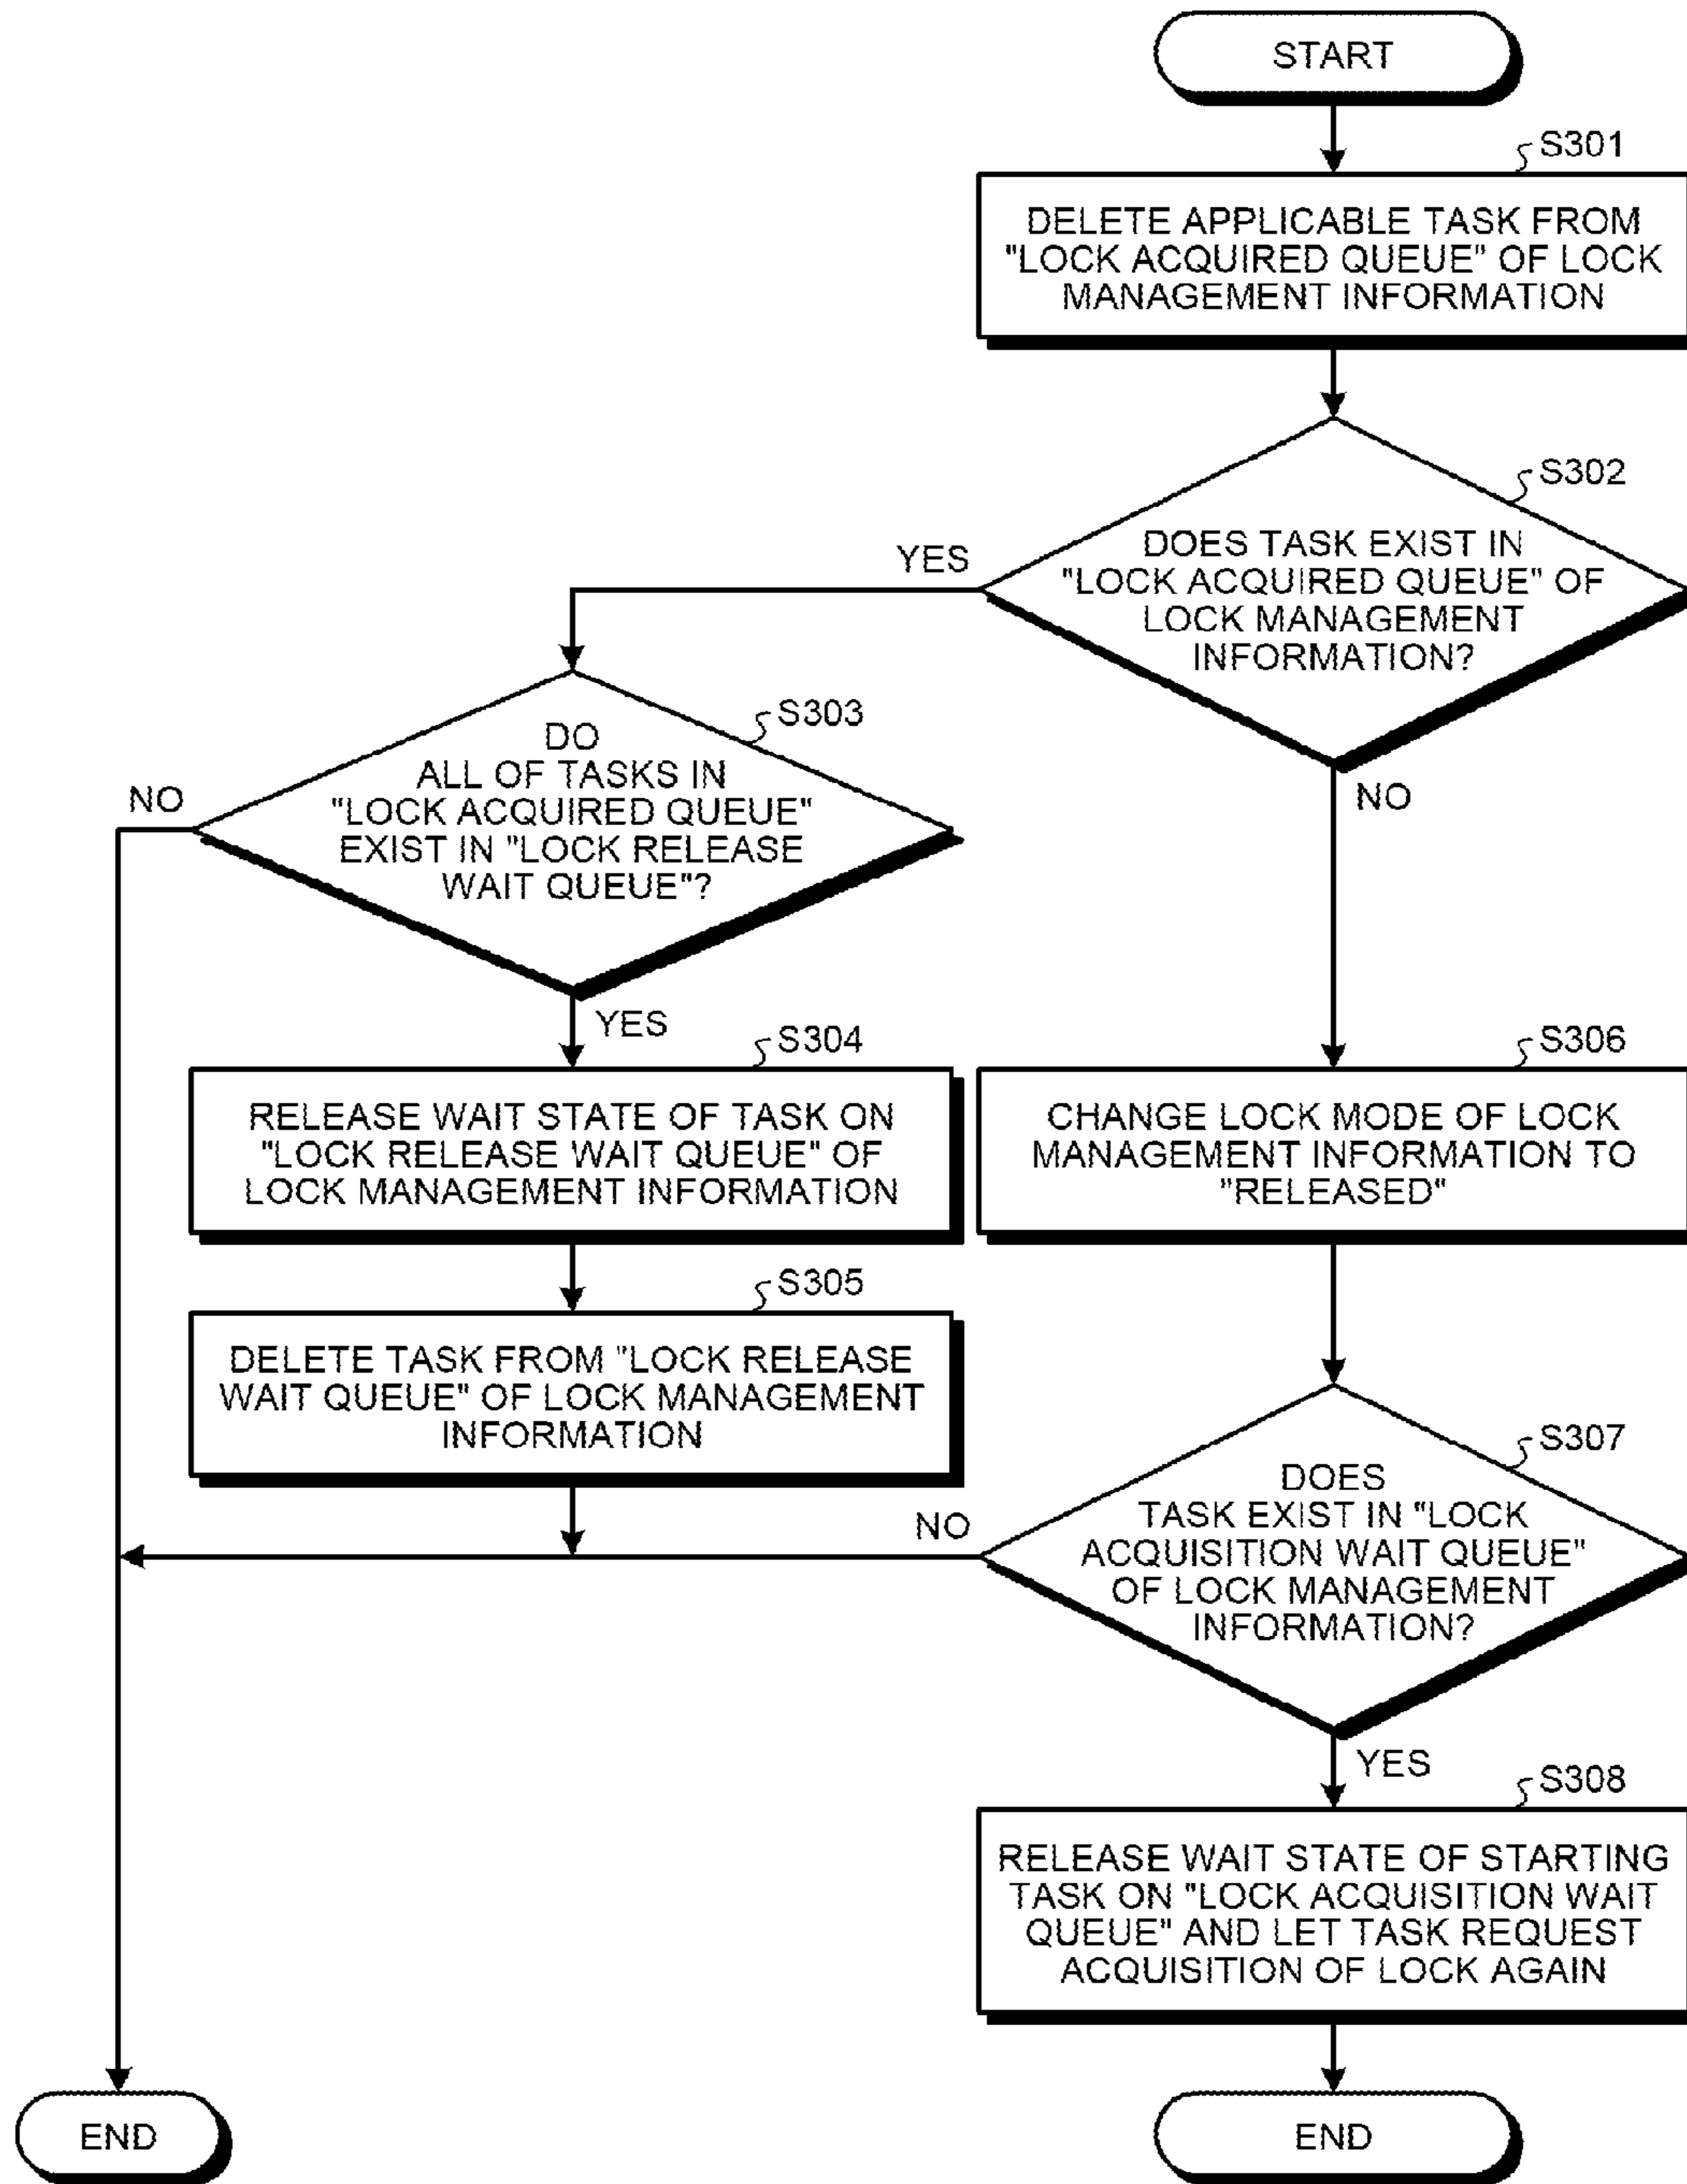 START
S301
DELETE APPLICABLE TASK FROM
"LOCK ACQUIRED QUEUE" OF LOCK
MANAGEMENT INFORMATION
S302
DOES TASK EXIST IN
"LOCK ACQUIRED QUEUE" OF
LOCK MANAGEMENT
INFORMATION?
YES
NO
S303
DO
ALL OF TASKS IN
"LOCK ACQUIRED QUEUE"
EXIST IN "LOCK RELEASE
WAIT QUEUE"?
NO
YES
S304
RELEASE WAIT STATE OF TASK ON
"LOCK RELEASE WAIT QUEUE" OF
LOCK MANAGEMENT INFORMATION
S305
DELETE TASK FROM "LOCK RELEASE
WAIT QUEUE" OF LOCK MANAGEMENT
INFORMATION
S306
CHANGE LOCK MODE OF LOCK
MANAGEMENT INFORMATION TO
"RELEASED"
S307
DOES
TASK EXIST IN "LOCK
ACQUISITION WAIT QUEUE"
OF LOCK MANAGEMENT
INFORMATION?
NO
YES
S308
RELEASE WAIT STATE OF STARTING
TASK ON "LOCK ACQUISITION WAIT
QUEUE" AND LET TASK REQUEST
ACQUISITION OF LOCK AGAIN
END
END